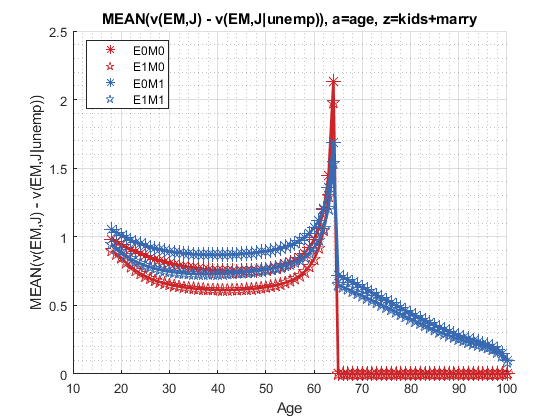 MEAN(v(EM,J) - v(EM,J|unemp)), a=age, z=kids+marry
2.5
2
1.5
1
0.5
0
MEAN(v(EM,J) - v(EM,J|unemp))
E0M0
E1M0
E0M1
E1M1
10 20 30 40 50 60 70 80 90 100
Age